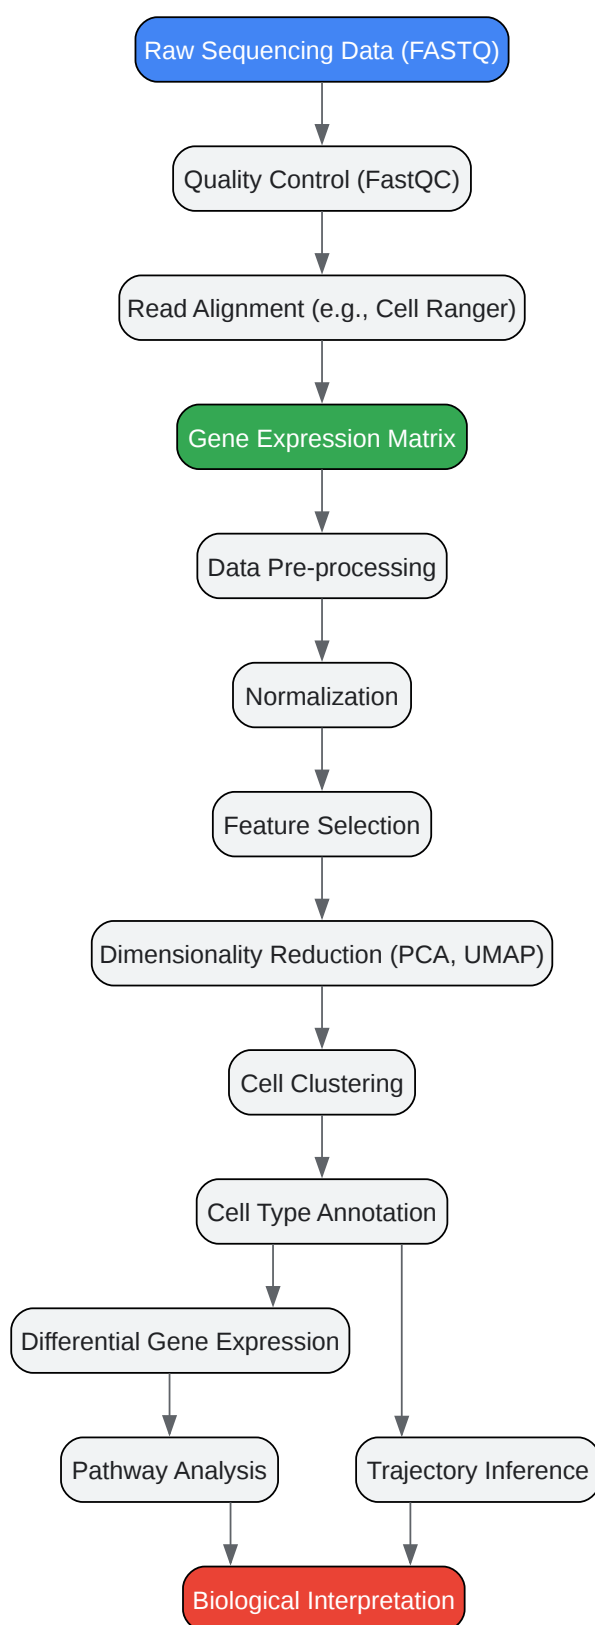 Raw Sequencing Data (FASTQ)
Quality Control (FastQC)
Read Alignment (e.g., Cell Ranger)
Gene Expression Matrix
Data Pre-processing
Normalization
Feature Selection
Dimensionality Reduction (PCA, UMAP)
Cell Clustering
Cell Type Annotation
Differential Gene Expression
Pathway Analysis
Trajectory Inference
Biological Interpretation